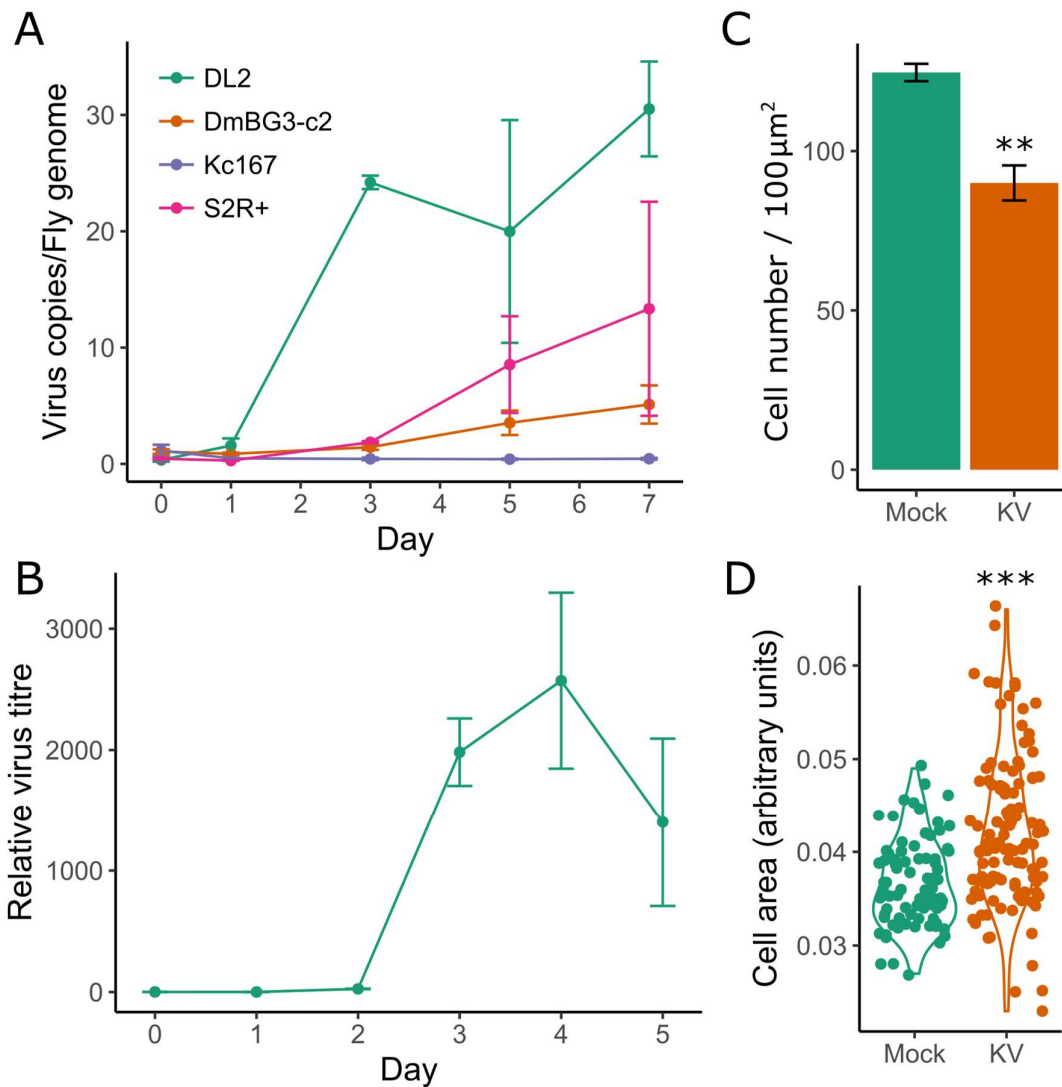 A
DL2
DmBG3-c2
Kc167
S2R+
Virus copies/Fly genome
30
20
10
0
0 1 2 3 4 5 6 7
Day
B
Relative virus titre
3000
2000
1000
0
0 1 2 3 4 5
Day
C
**
Cell number / 100µm²
100
50
0
Mock KV
D
***
Cell area (arbitrary units)
0.06
0.05
0.04
0.03
Mock KV